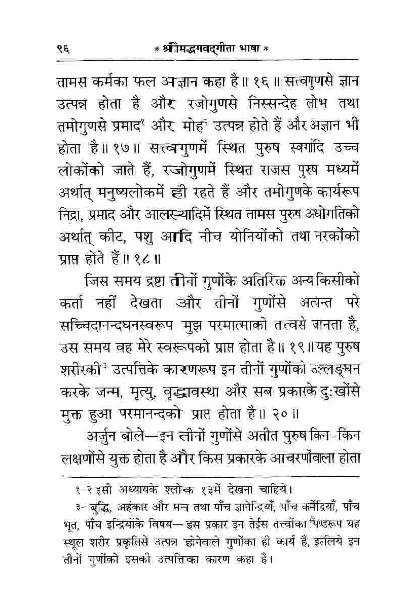 ९६ * श्रीमद्भगवद्गीता भाषा *
तामस कर्मका फल अज्ञान कहा है॥ १६॥ सत्त्वगुणसे ज्ञान
उत्पन्न होता है और रजोगुणसे निस्सन्देह लोभ तथा
तमोगुणसे प्रमाद१ और मोह२ उत्पन्न होते हैं और अज्ञान भी
होता है॥ १७॥ सत्त्वगुणमें स्थित पुरुष स्वर्गादि उच्च
लोकोंको जाते हैं, रजोगुणमें स्थित राजस पुरुष मध्यमें
अर्थात् मनुष्यलोकमें ही रहते हैं और तमोगुणके कार्यरूप
निद्रा, प्रमाद और आलस्यादिमें स्थित तामस पुरुष अधोगतिको
अर्थात् कीट, पशु आदि नीच योनियोंको तथा नरकोंको
प्राप्त होते हैं॥ १८॥
जिस समय द्रष्टा तीनों गुणोंके अतिरिक्त अन्य किसीको
कर्ता नहीं देखता और तीनों गुणोंसे अत्यन्त परे
सच्चिदानन्दघनस्वरूप मुझ परमात्माको तत्त्वसे जानता है,
उस समय वह मेरे स्वरूपको प्राप्त होता है॥ १९॥ यह पुरुष
शरीरकी३ उत्पत्तिके कारणरूप इन तीनों गुणोंको उल्लङ्घन
करके जन्म, मृत्यु, वृद्धावस्था और सब प्रकारके दुःखोंसे
मुक्त हुआ परमानन्दको प्राप्त होता है॥ २०॥
अर्जुन बोले—इन तीनों गुणोंसे अतीत पुरुष किन-किन
लक्षणोंसे युक्त होता है और किस प्रकारके आचरणोंवाला होता
१-२ इसी अध्यायके श्लोक १३में देखना चाहिये।
३- बुद्धि, अहंकार और मन तथा पाँच ज्ञानेन्द्रियाँ, पाँच कर्मेन्द्रियाँ, पाँच
भूत, पाँच इन्द्रियोंके विषय—इस प्रकार इन तेईस तत्त्वोंका पिण्डरूप यह
स्थूल शरीर प्रकृतिसे उत्पन्न होनेवाले गुणोंका ही कार्य है, इसलिये इन
तीनों गुणोंको इसकी उत्पत्तिका कारण कहा है।